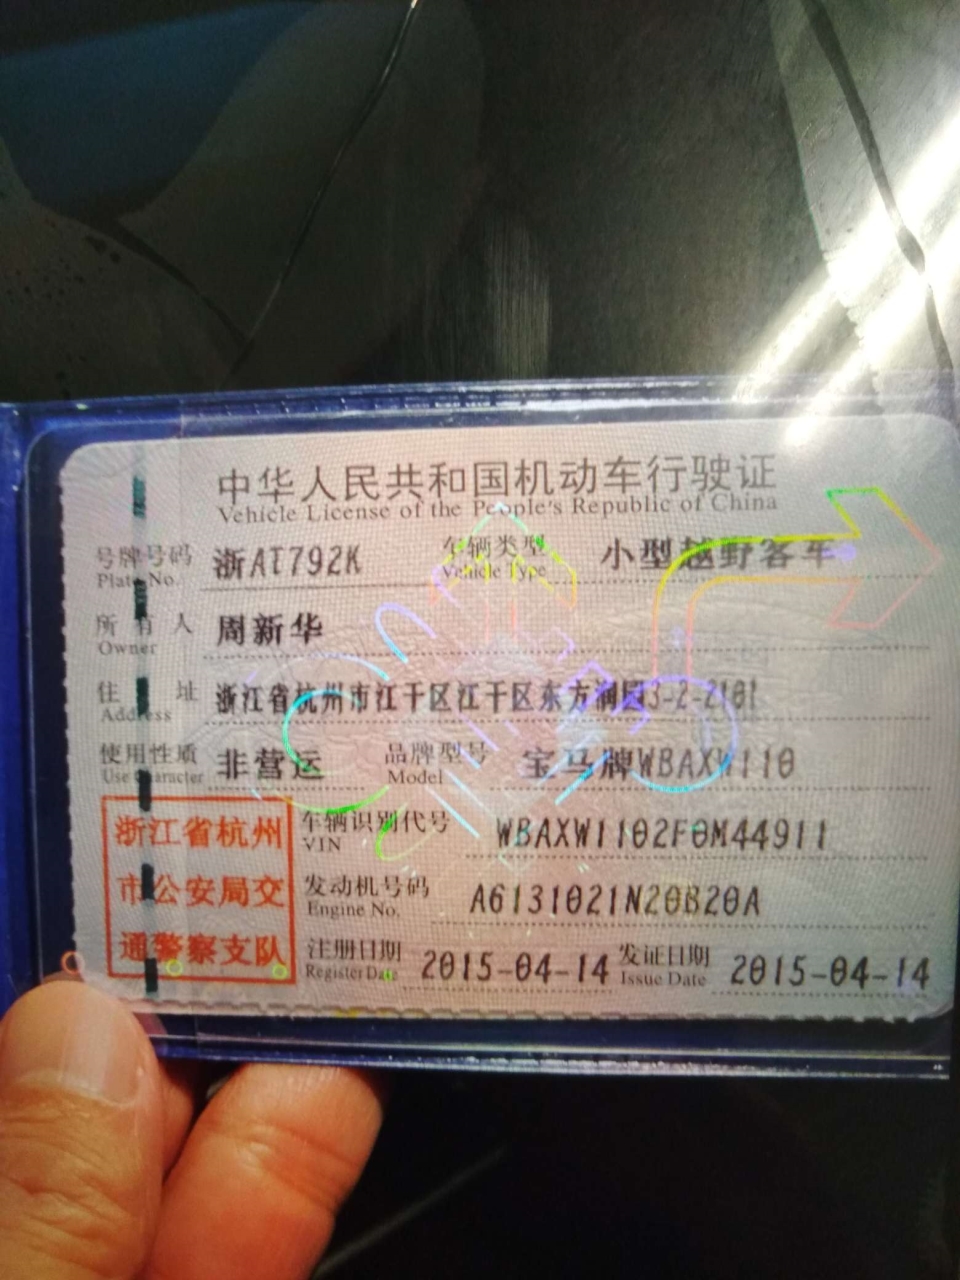 中华人民共和国机动车行驶证
Vehicle License of the People's Republic of China
号牌号码 浙AT792K 车辆类型 小型越野客车
Plate No. Vehicle Type
所有人 周新华
Owner
住址 浙江省杭州市江干区江干区东方润园3-2-2101
Address
使用性质 非营运 品牌型号 宝马牌WBAXW110
Use Character Model
浙江省杭州
市公安局交
通警察支队
车辆识别代号 WBAXW1102F0M44911
VIN
发动机号码 A6131021N20B20A
Engine No.
注册日期 2015-04-14 发证日期 2015-04-14
Register Date Issue Date